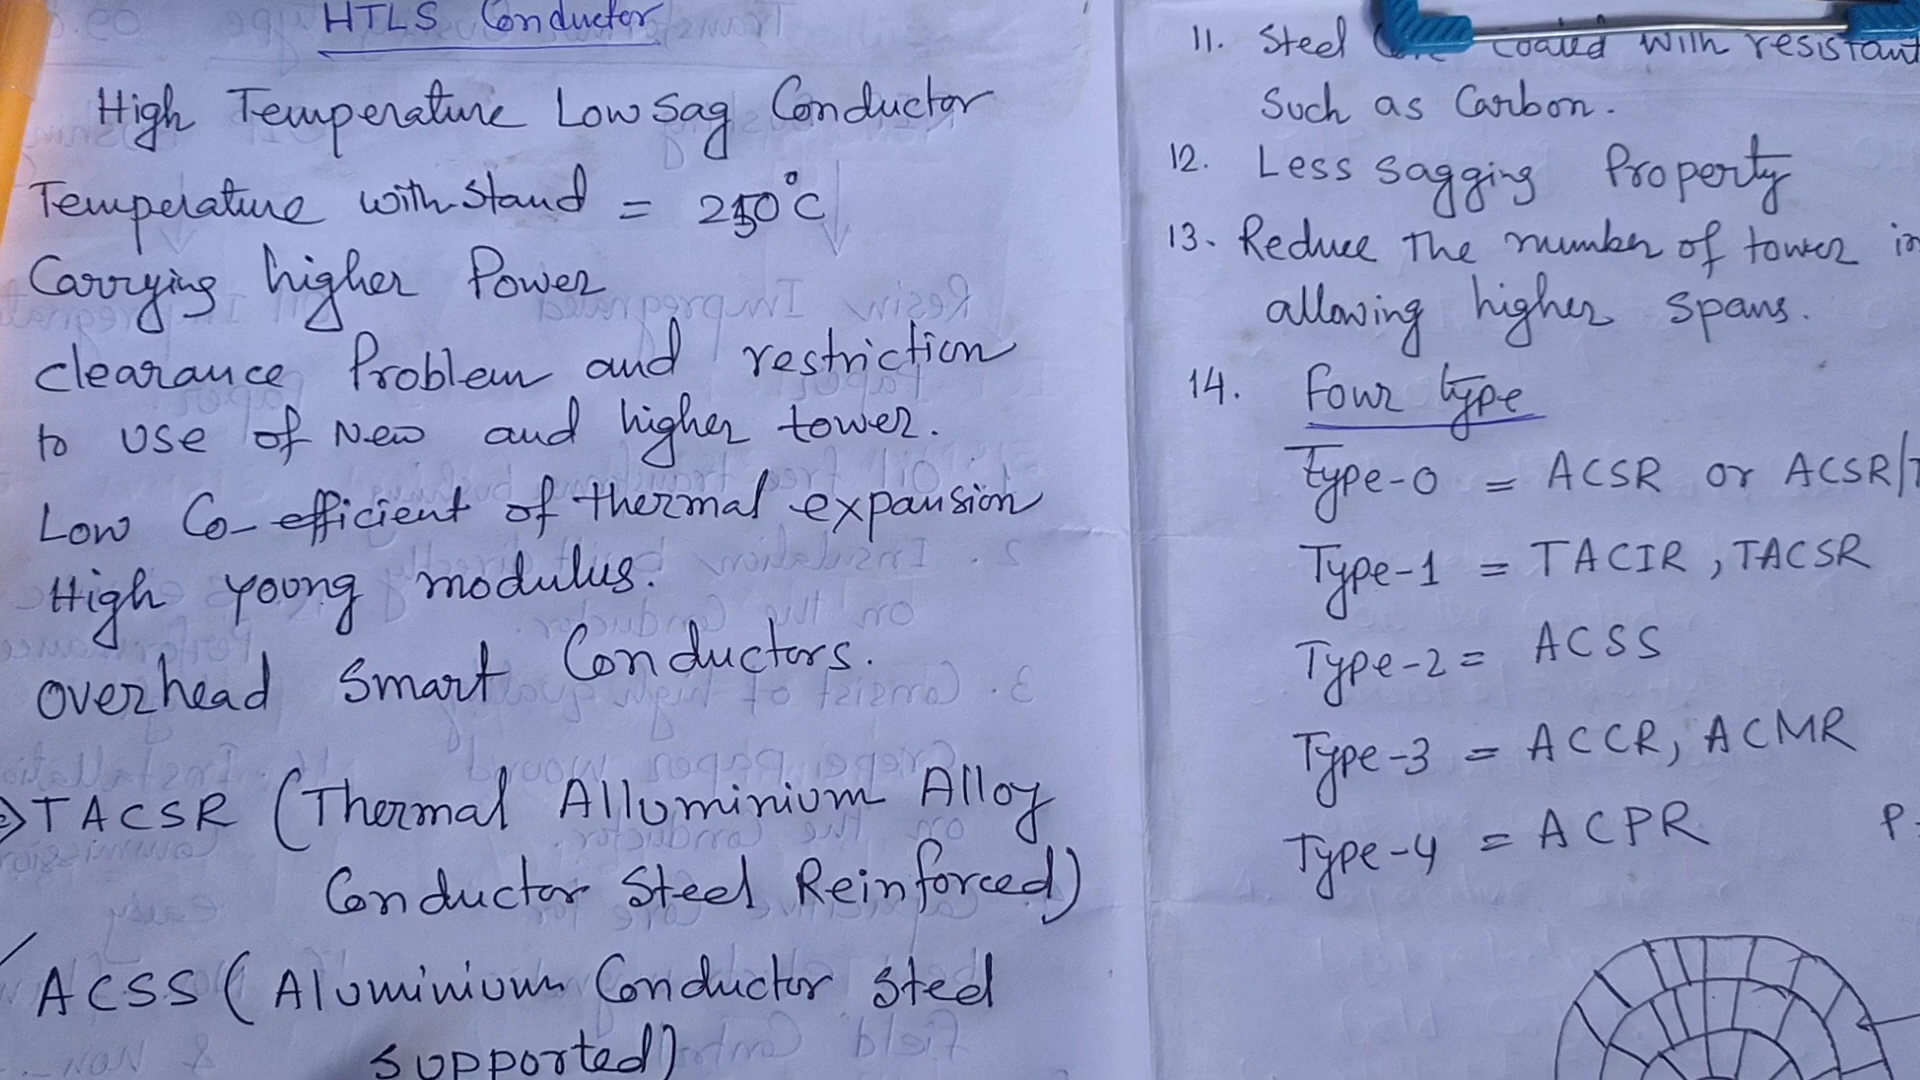 HTLS Conductor
High Temperature Low Sag Conductor
Temperature with stand = 250°C
Carrying higher Power
clearance Problem and restriction
to use of New and higher tower.
Low Co-efficient of thermal expansion
High young modulus.
overhead Smart Conductors.
TACSR (Thermal Alluminium Alloy
Conductor Steel Reinforced)
ACSS (Aluminium Conductor Steel
supported)
11. Steel coated with resistant
Such as Carbon.
12. Less sagging Property
13. Reduce the number of tower in
allowing higher spans.
14. Four type
Type-0 = ACSR or ACSR/
Type-1 = TACIR, TACSR
Type-2 = ACSS
Type-3 = ACCR, ACMR
Type-4 = ACPR P